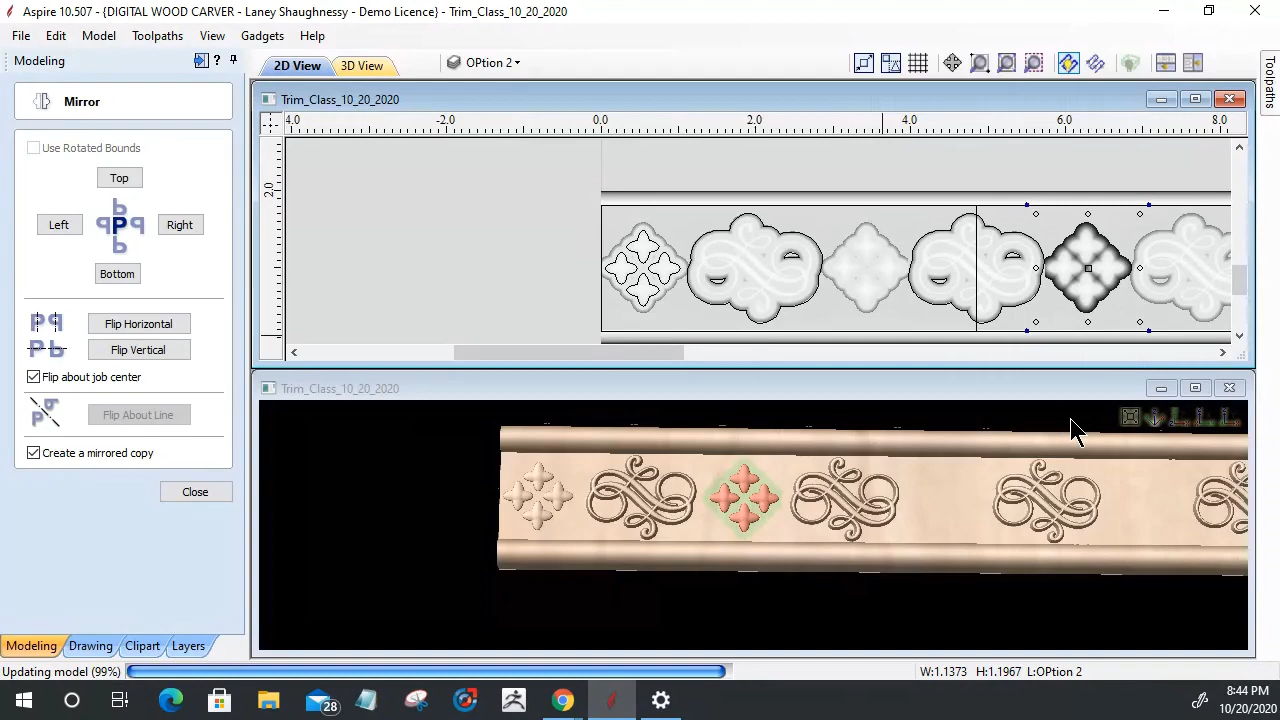 Aspire 10.507 - {DIGITAL WOOD CARVER - Laney Shaughnessy - Demo Licence} - Trim_Class_10_20_2020
File Edit Model Toolpaths View Gadgets Help
Modeling ?
2D View 3D View OPtion 2
Toolpaths
Mirror
Trim_Class_10_20_2020
4.0 -2.0 0.0 2.0 4.0 6.0 8.0
2.0
Use Rotated Bounds
Top
Left Right
Bottom
Flip Horizontal
Flip Vertical
Flip about job center
Flip About Line
Create a mirrored copy
Close
Trim_Class_10_20_2020
Modeling Drawing Clipart Layers
Updating model (99%) W:1.1373 H:1.1967 L:OPtion 2
28
8:44 PM
10/20/2020